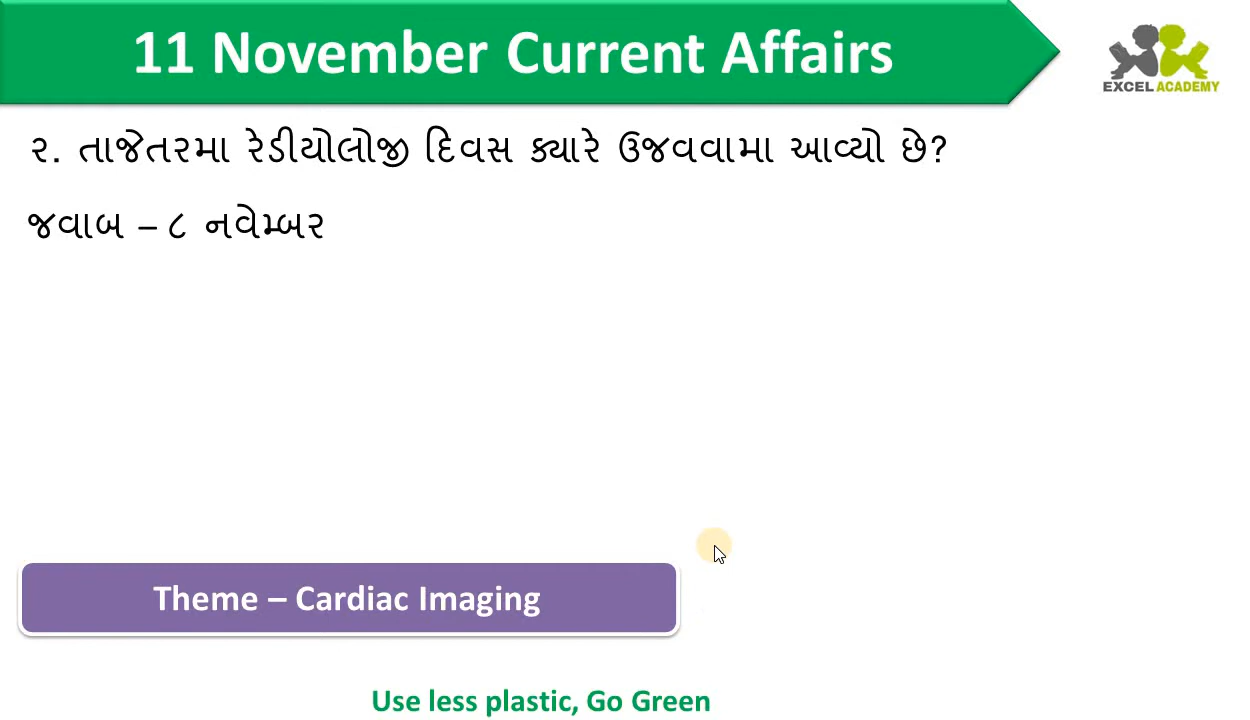 11 November Current Affairs
EXCEL ACADEMY
૨. તાજેતરમા રેડીયોલોજી દિવસ ક્યારે ઉજવવામા આવ્યો છે?
જવાબ – ૮ નવેમ્બર
Theme – Cardiac Imaging
Use less plastic, Go Green